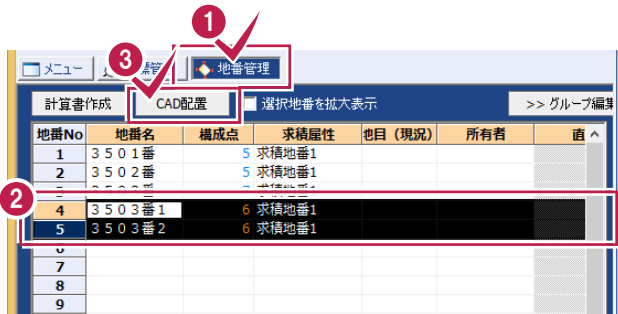 1
3
メニュー 標管 地番管理
計算書作成 CAD配置 選択地番を拡大表示 >> グループ編集
地番No 地番名 構成点 求積属性 地目（現況） 所有者 直
1 ３５０１番 5 求積地番1
2 ３５０２番 5 求積地番1
2
4 ３５０３番１ 6 求積地番1
5 ３５０３番２ 6 求積地番1
6
7
8
9